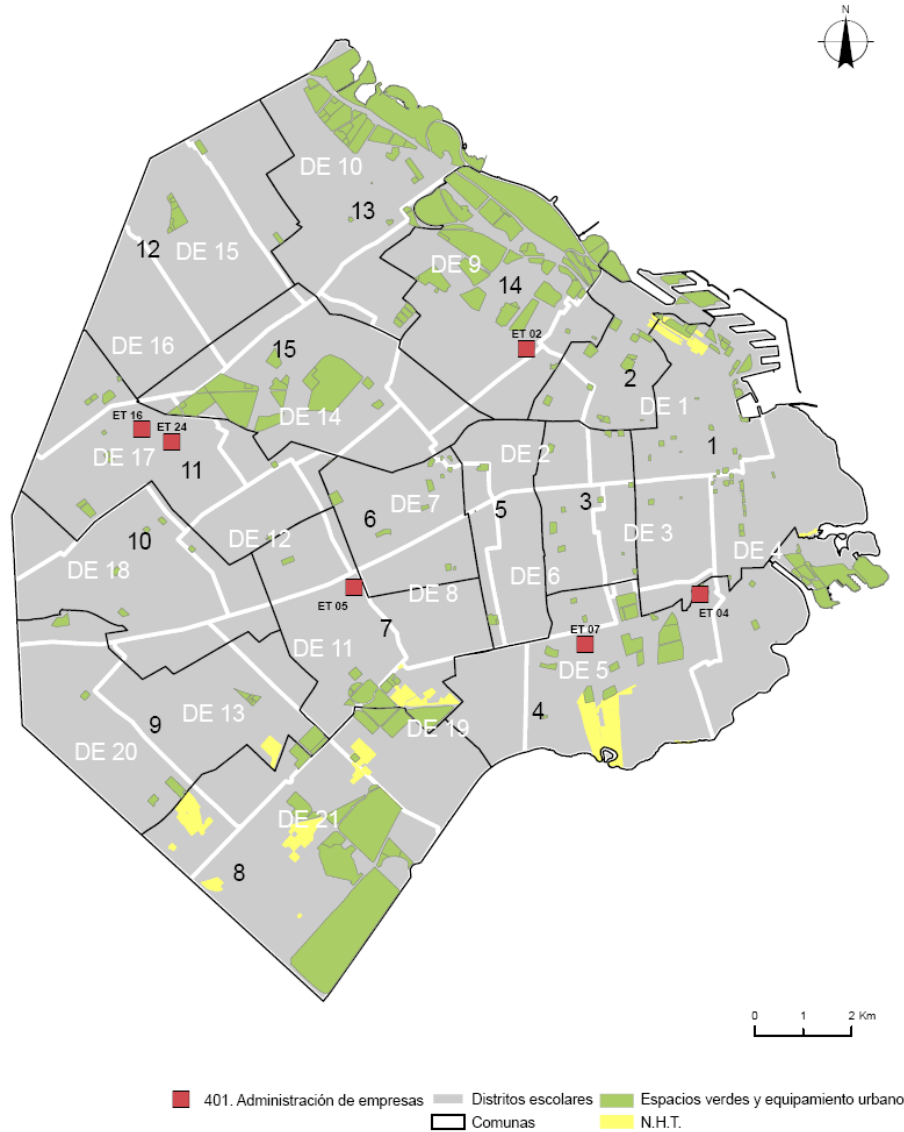 N
DE 10
13
12
DE 15
DE 9
14
ET 02
DE 16
15
2
DE 1
ET 16
ET 24
DE 14
1
DE 17
11
DE 2
DE 7
5
3
6
10
DE 12
DE 3
DE 4
DE 18
DE 6
DE 8
ET 05
ET 04
7
ET 07
DE 11
DE 5
4
9
DE 13
DE 19
DE 20
DE 21
8
0 1 2 Km
401. Administración de empresas Distritos escolares Espacios verdes y equipamiento urbano
Comunas N.H.T.